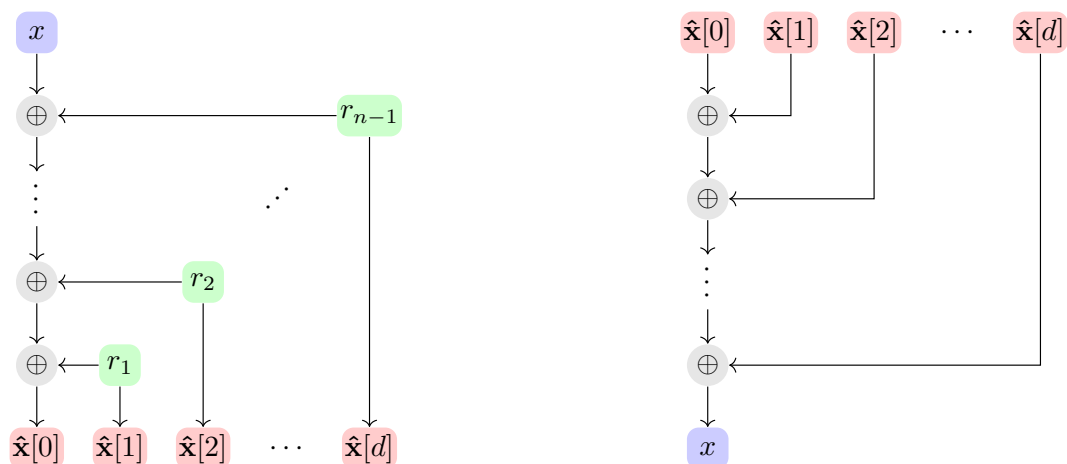 x
⊕ r_{n−1}
⋮ ⋰
⊕ r_2
⊕ r_1
x̂[0] x̂[1] x̂[2] ⋯ x̂[d]
x̂[0] x̂[1] x̂[2] ⋯ x̂[d]
⊕
⊕
⋮
⊕
x